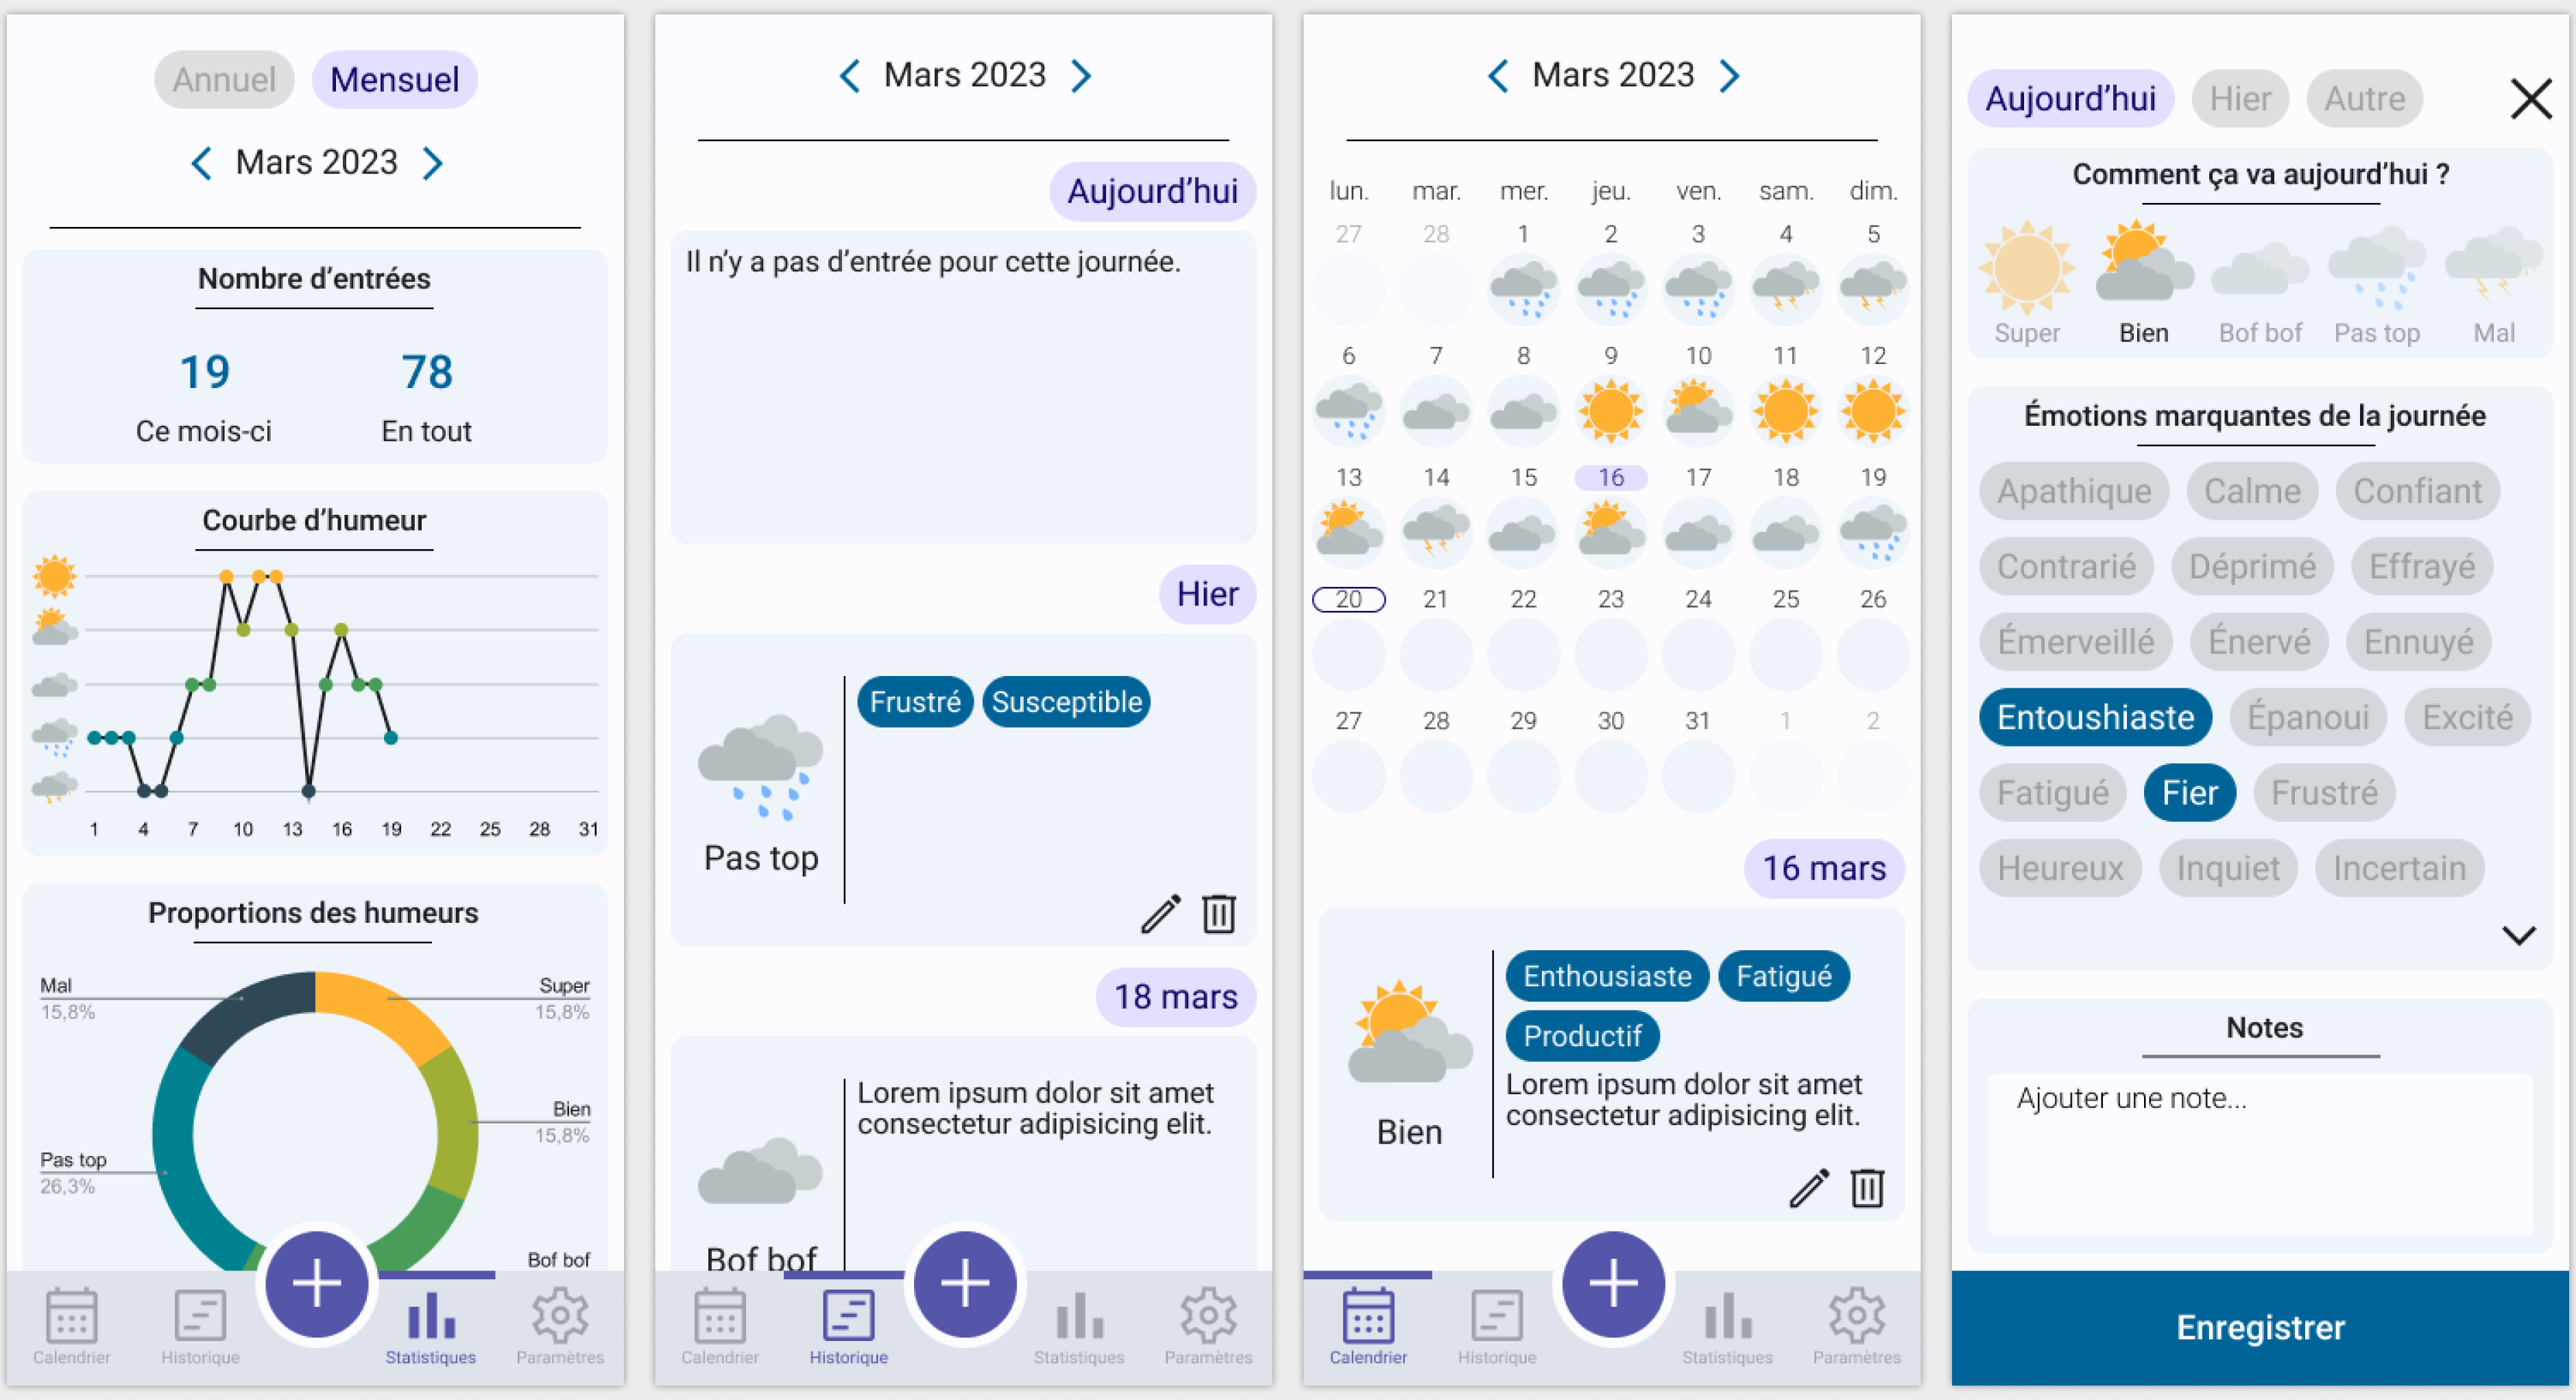 Annuel Mensuel
Mars 2023
Nombre d’entrées
19 78
Ce mois-ci En tout
Courbe d’humeur
1 4 7 10 13 16 19 22 25 28 31
Proportions des humeurs
Mal Super
15,8% 15,8%
Bien
15,8%
Pas top
26,3%
Bof bof
Calendrier Historique Statistiques Paramètres
Mars 2023
Aujourd’hui
Il n’y a pas d’entrée pour cette journée.
Hier
Frustré Susceptible
Pas top
18 mars
Lorem ipsum dolor sit amet
consectetur adipisicing elit.
Bof bof
Calendrier Historique Statistiques Paramètres
Mars 2023
lun. mar. mer. jeu. ven. sam. dim.
27 28 1 2 3 4 5
6 7 8 9 10 11 12
13 14 15 16 17 18 19
20 21 22 23 24 25 26
27 28 29 30 31 1 2
16 mars
Enthousiaste Fatigué
Productif
Lorem ipsum dolor sit amet
consectetur adipisicing elit.
Bien
Calendrier Historique Statistiques Paramètres
Aujourd’hui Hier Autre
Comment ça va aujourd’hui ?
Super Bien Bof bof Pas top Mal
Émotions marquantes de la journée
Apathique Calme Confiant
Contrarié Déprimé Effrayé
Émerveillé Énervé Ennuyé
Entoushiaste Épanoui Excité
Fatigué Fier Frustré
Heureux Inquiet Incertain
Notes
Ajouter une note...
Enregistrer